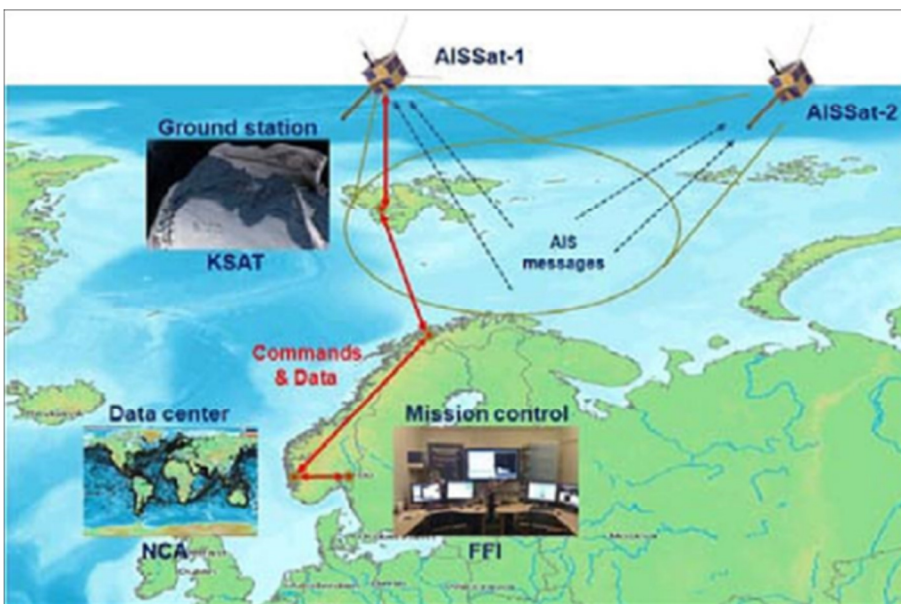 AISSat-1
AISSat-2
Ground station
KSAT
AIS
messages
Commands
& Data
Data center
Mission control
NCA
FFI